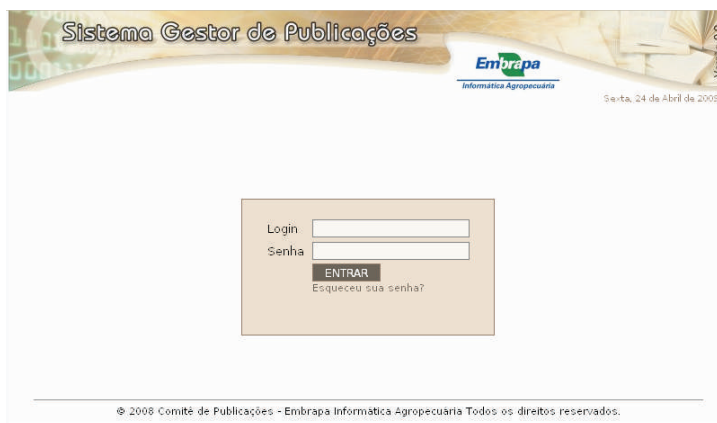 Sistema Gestor de Publicações
Embrapa
Informática Agropecuária
Sexta, 24 de Abril de 2009
Login
Senha
ENTRAR
Esqueceu sua senha?
© 2008 Comitê de Publicações - Embrapa Informática Agropecuária Todos os direitos reservados.